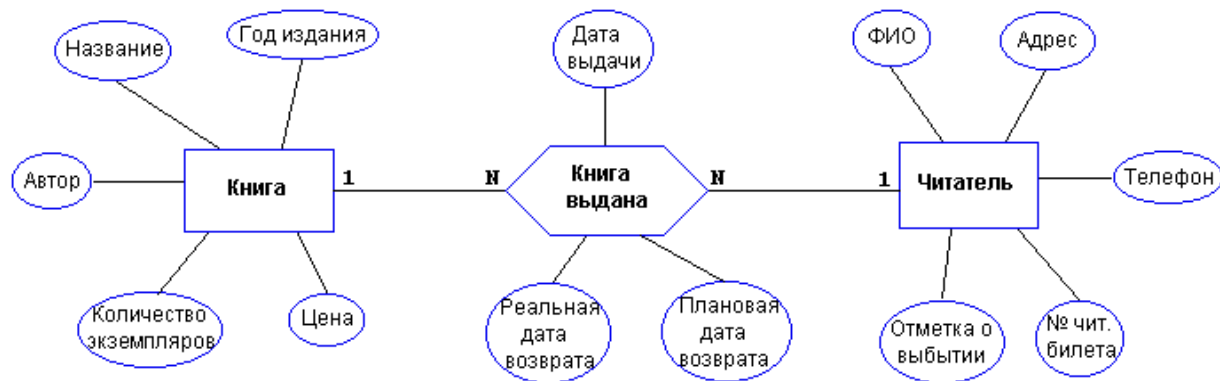 Название
Год издания
Дата
выдачи
ФИО
Адрес
Автор
Книга
1
N
Книга
выдана
N
1
Читатель
Телефон
Количество
экземпляров
Цена
Реальная
дата
возврата
Плановая
дата
возврата
Отметка о
выбытии
№ чит.
билета